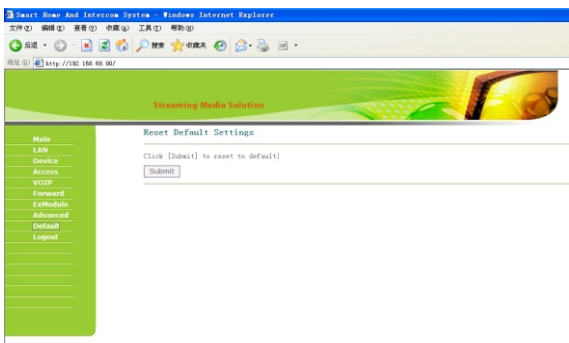 Smart Home And Intercom System - Windows Internet Explorer
文件(F) 编辑(E) 查看(V) 收藏(A) 工具(T) 帮助(H)
后退 搜索 收藏夹
地址(D) http://192.168.68.90/
Streaming Media Solution
Main
LAN
Device
Access
VOIP
Forward
ExModule
Advanced
Default
Logout
Reset Default Settings
Click [Submit] to reset to default!
Submit